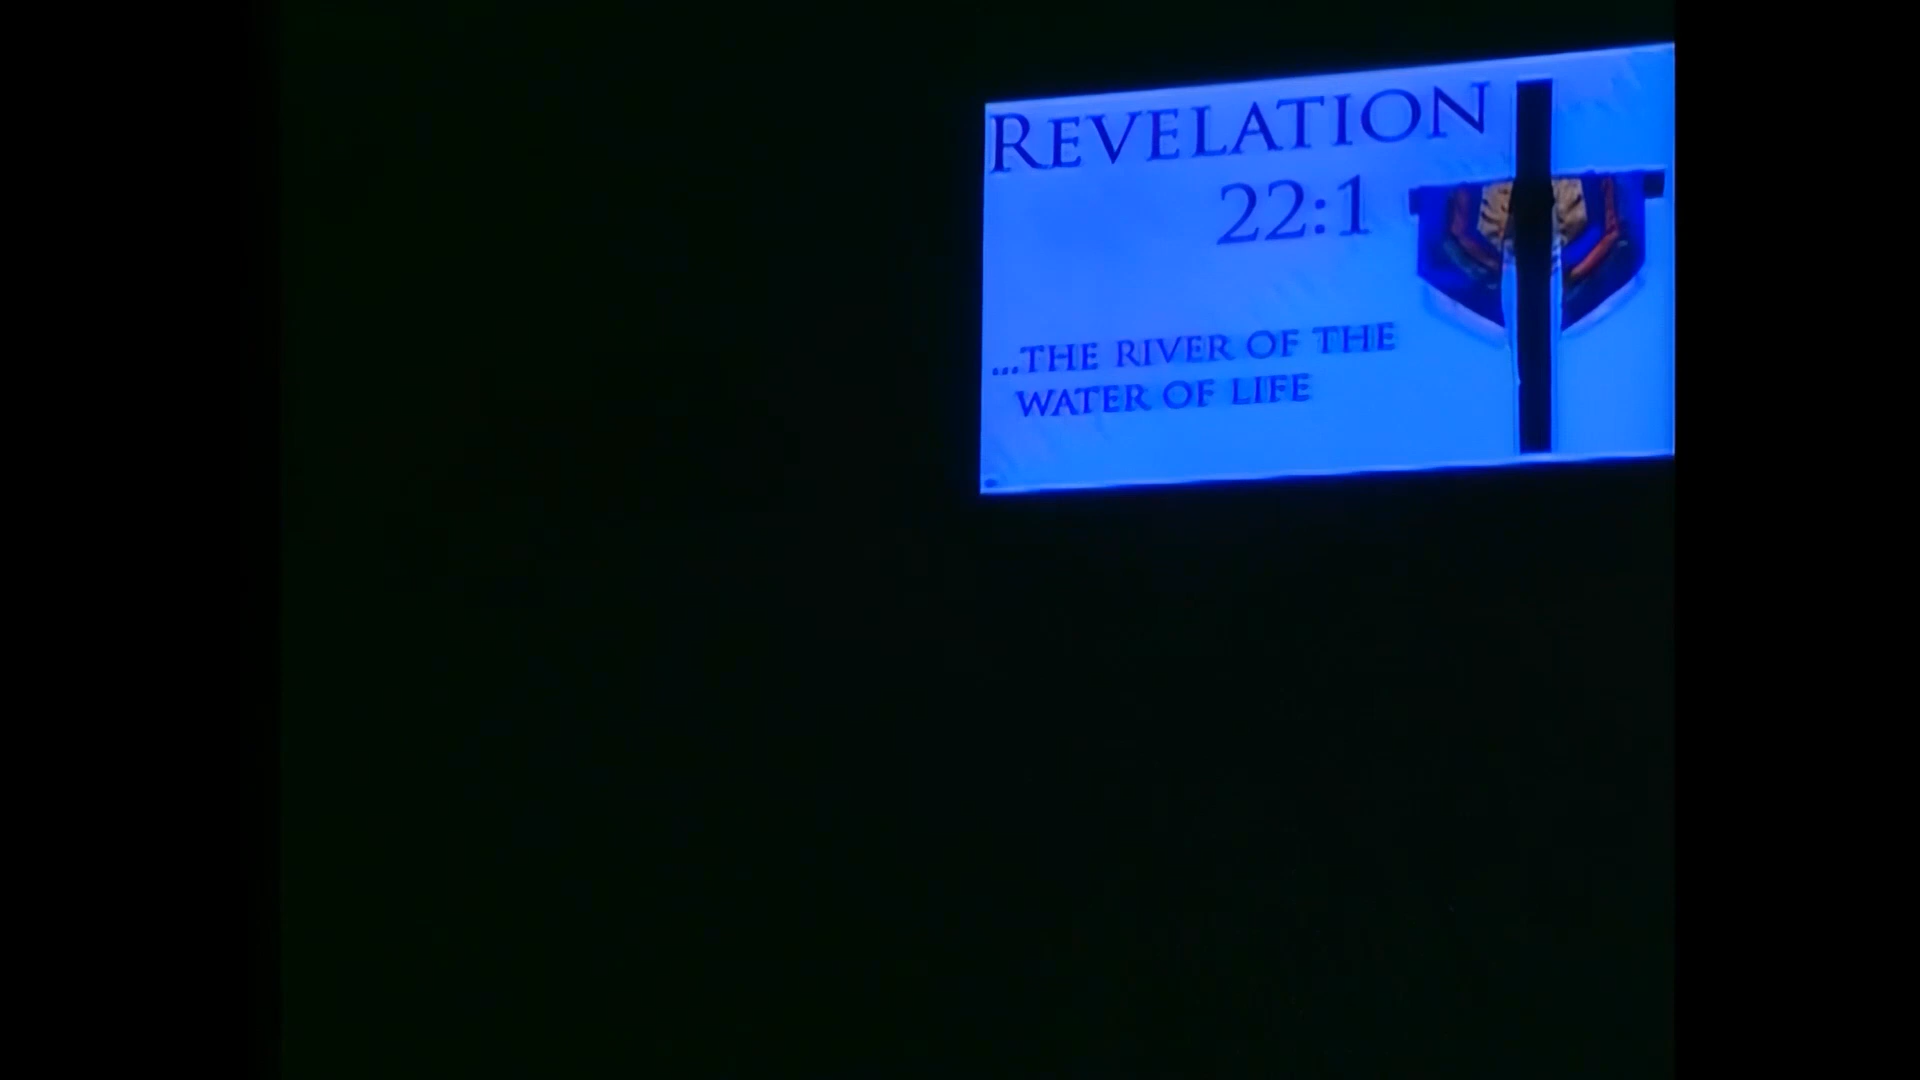 REVELATION
22:1
...THE RIVER OF THE
WATER OF LIFE